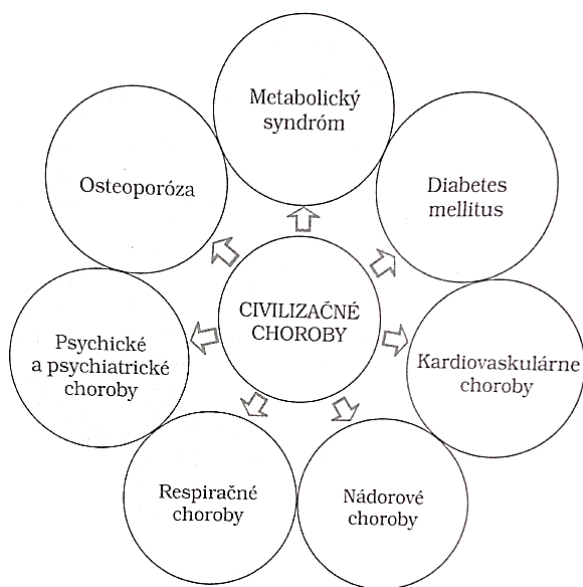 Metabolický
syndróm
Diabetes
mellitus
Kardiovaskulárne
choroby
Nádorové
choroby
Respiračné
choroby
Psychické
a psychiatrické
choroby
Osteoporóza
CIVILIZAČNÉ
CHOROBY